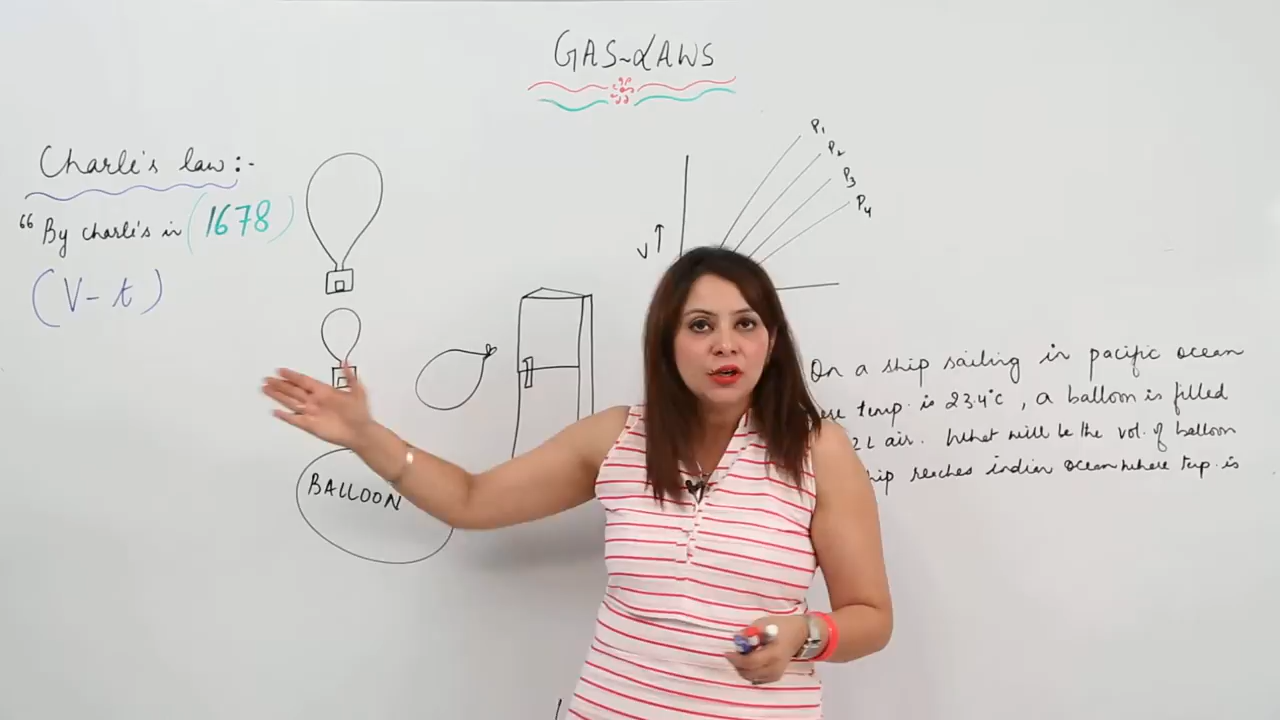 GAS~LAWS
Charle's law:-
"By charle's in (1678)
(V-t)
BALLOON
P1
P2
P3
P4
V↑
On a ship sailing in pacific ocean
temp. is 23.4°C, a balloon is filled
2L air. What will be the vol. of balloon
reaches indian ocean where temp. is